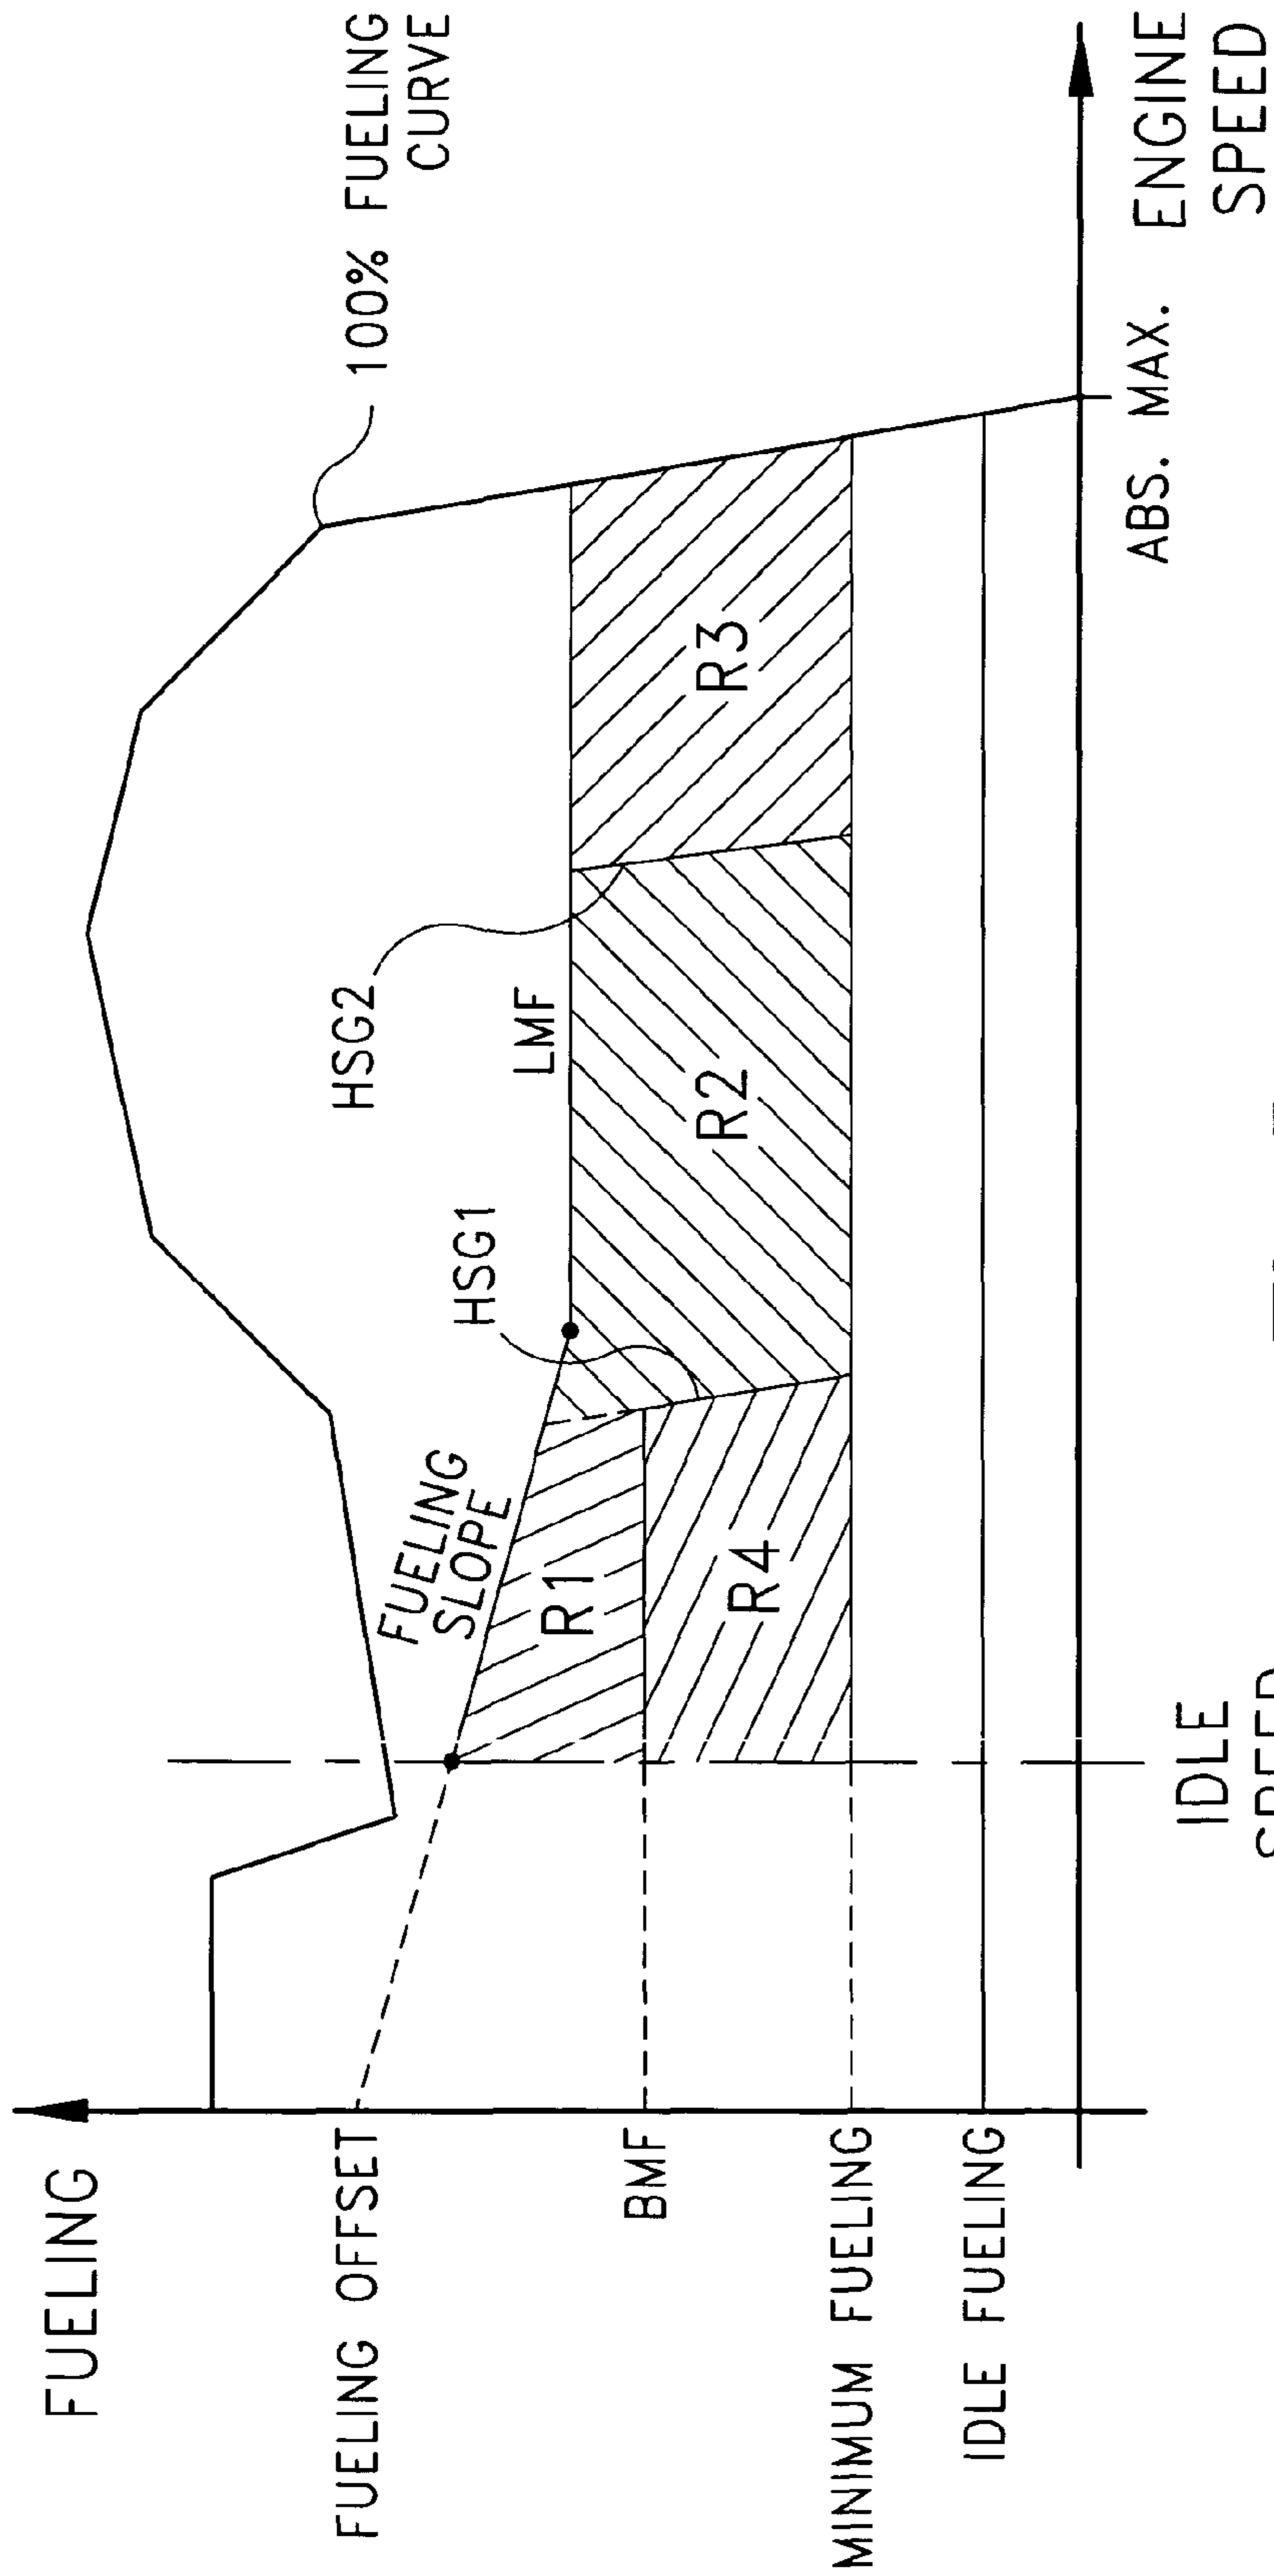 FUELING
100% FUELING
CURVE
FUELING OFFSET
HSG2
HSG1
FUELING
SLOPE
LMF
R1
R2
R3
BMF
R4
MINIMUM FUELING
IDLE FUELING
ABS. MAX.
ENGINE
SPEED
IDLE
SPEED